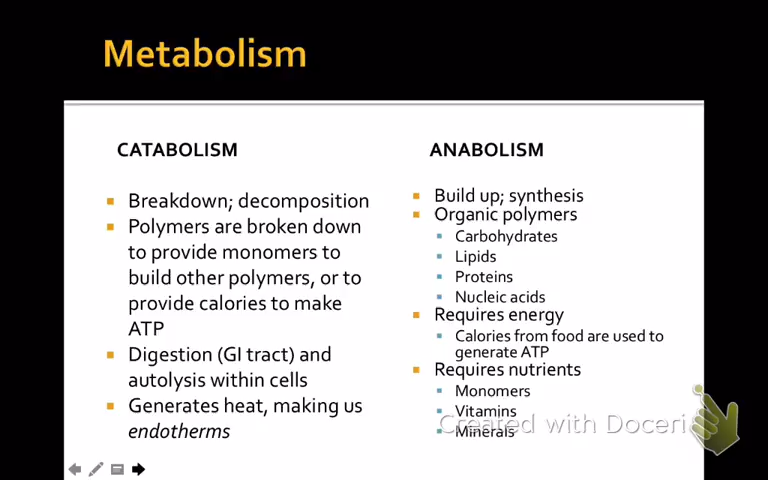 Metabolism
CATABOLISM
Breakdown; decomposition
Polymers are broken down
to provide monomers to
build other polymers, or to
provide calories to make
ATP
Digestion (GI tract) and
autolysis within cells
Generates heat, making us
endotherms
ANABOLISM
Build up; synthesis
Organic polymers
Carbohydrates
Lipids
Proteins
Nucleic acids
Requires energy
Calories from food are used to
generate ATP
Requires nutrients
Monomers
Vitamins
Minerals
Created with Doceri